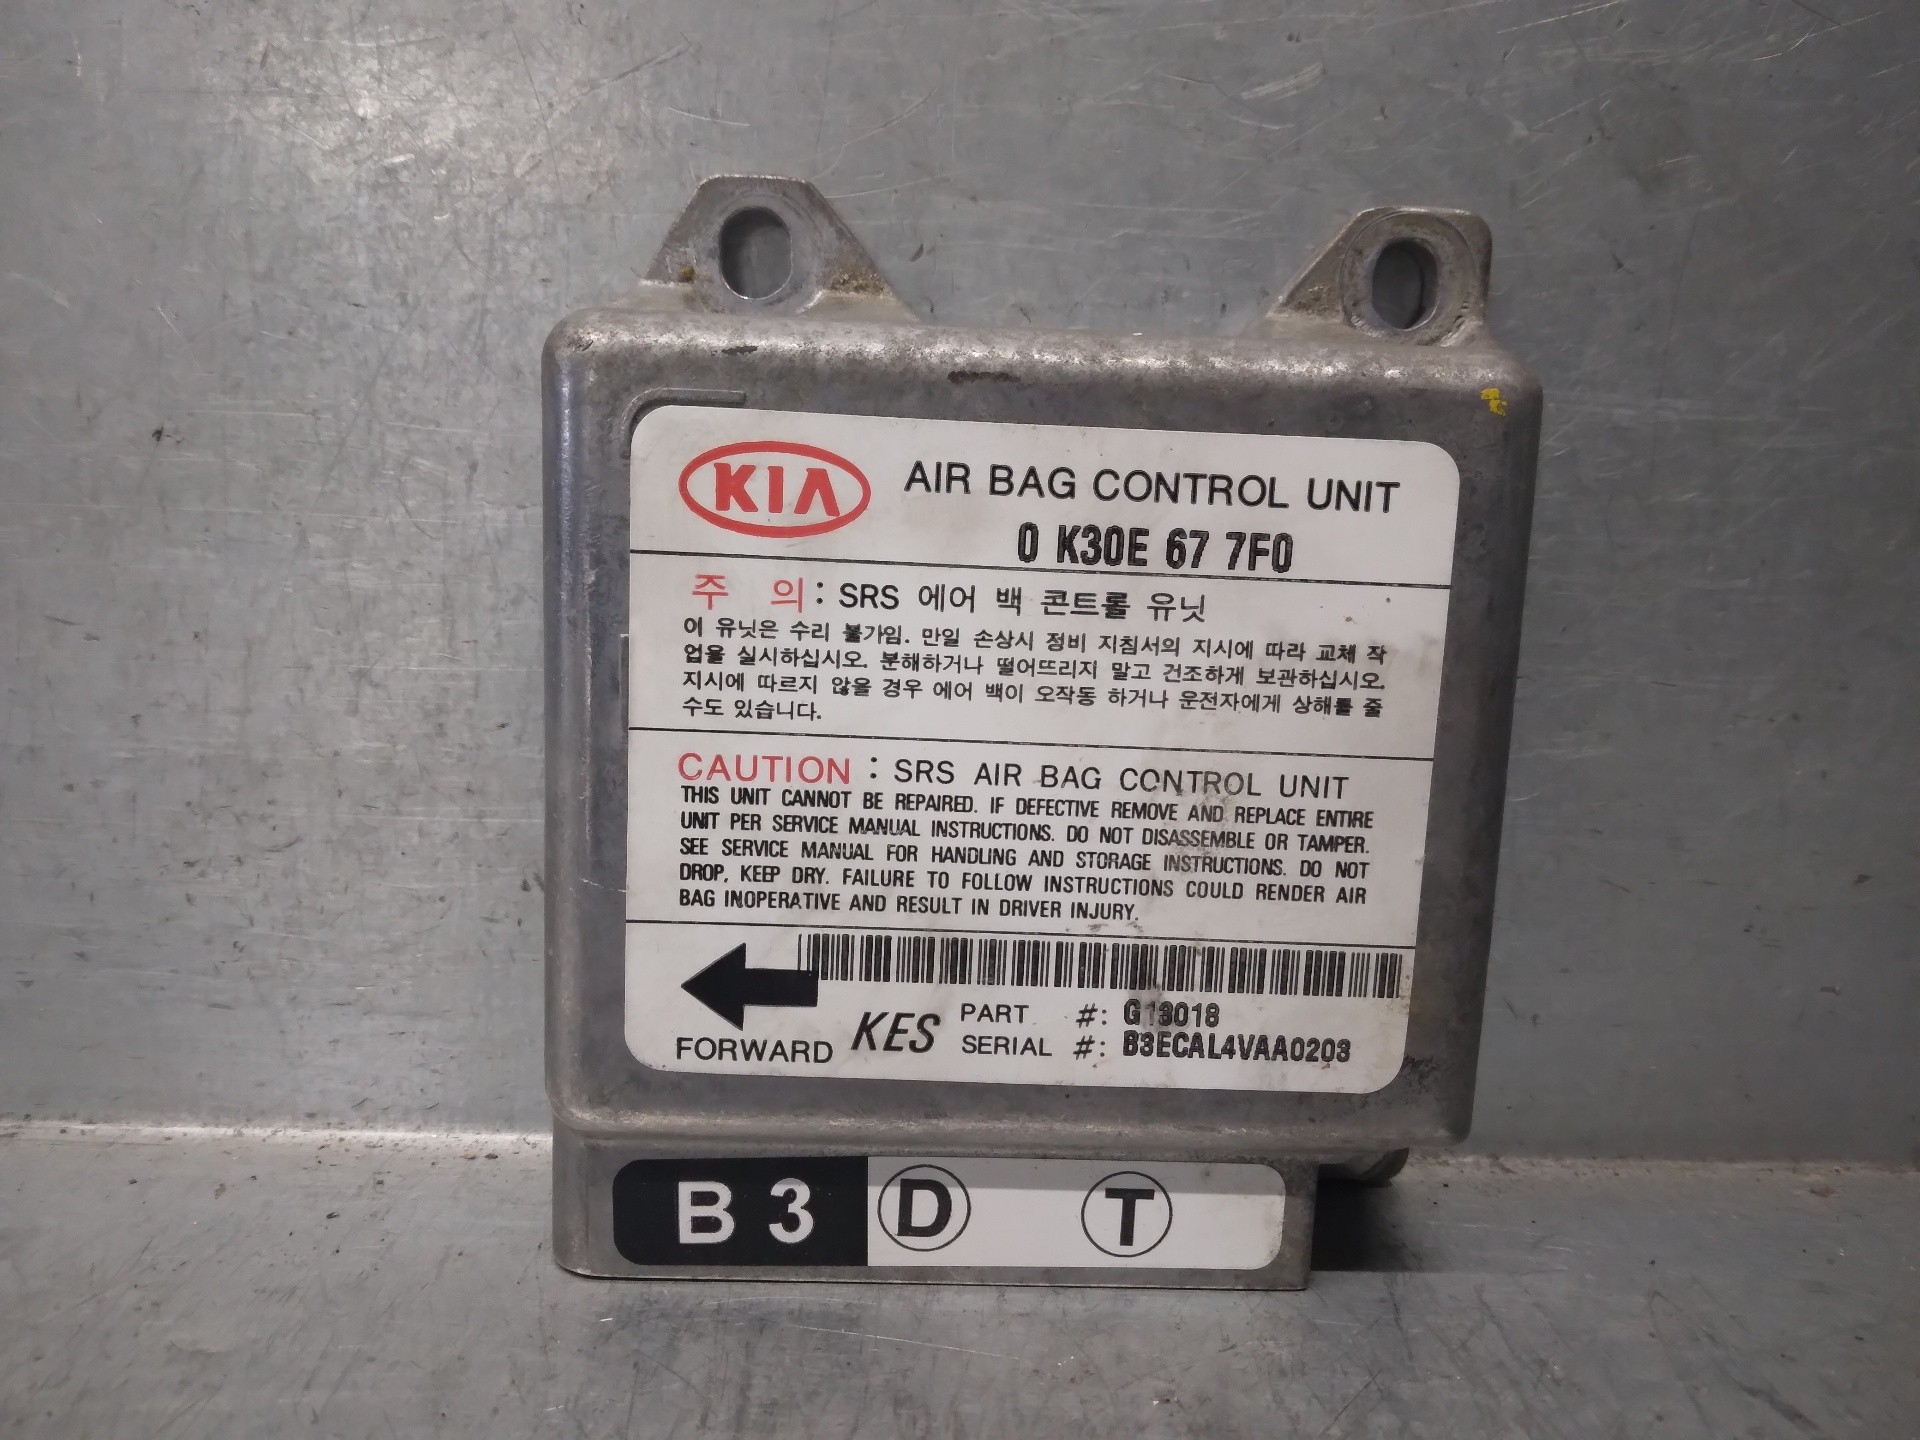 KIA AIR BAG CONTROL UNIT
0 K30E 67 7F0
주 의 : SRS 에어 백 콘트롤 유닛
이 유닛은 수리 불가임. 만일 손상시 정비 지침서의 지시에 따라 교체 작
업을 실시하십시오. 분해하거나 떨어뜨리지 말고 건조하게 보관하십시오.
지시에 따르지 않을 경우 에어 백이 오작동 하거나 운전자에게 상해를 줄
수도 있습니다.
CAUTION : SRS AIR BAG CONTROL UNIT
THIS UNIT CANNOT BE REPAIRED. IF DEFECTIVE REMOVE AND REPLACE ENTIRE
UNIT PER SERVICE MANUAL INSTRUCTIONS. DO NOT DISASSEMBLE OR TAMPER.
SEE SERVICE MANUAL FOR HANDLING AND STORAGE INSTRUCTIONS. DO NOT
DROP, KEEP DRY. FAILURE TO FOLLOW INSTRUCTIONS COULD RENDER AIR
BAG INOPERATIVE AND RESULT IN DRIVER INJURY.
FORWARD KES PART #: G13018
SERIAL #: B3ECAL4VAA0203
B 3 D T